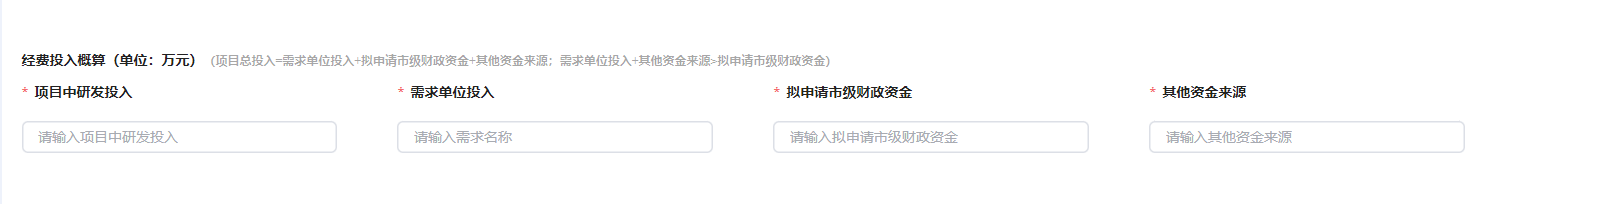 经费投入概算（单位：万元） (项目总投入=需求单位投入+拟申请市级财政资金+其他资金来源；需求单位投入+其他资金来源>拟申请市级财政资金)
* 项目中研发投入 * 需求单位投入 * 拟申请市级财政资金 * 其他资金来源
请输入项目中研发投入 请输入需求名称 请输入拟申请市级财政资金 请输入其他资金来源